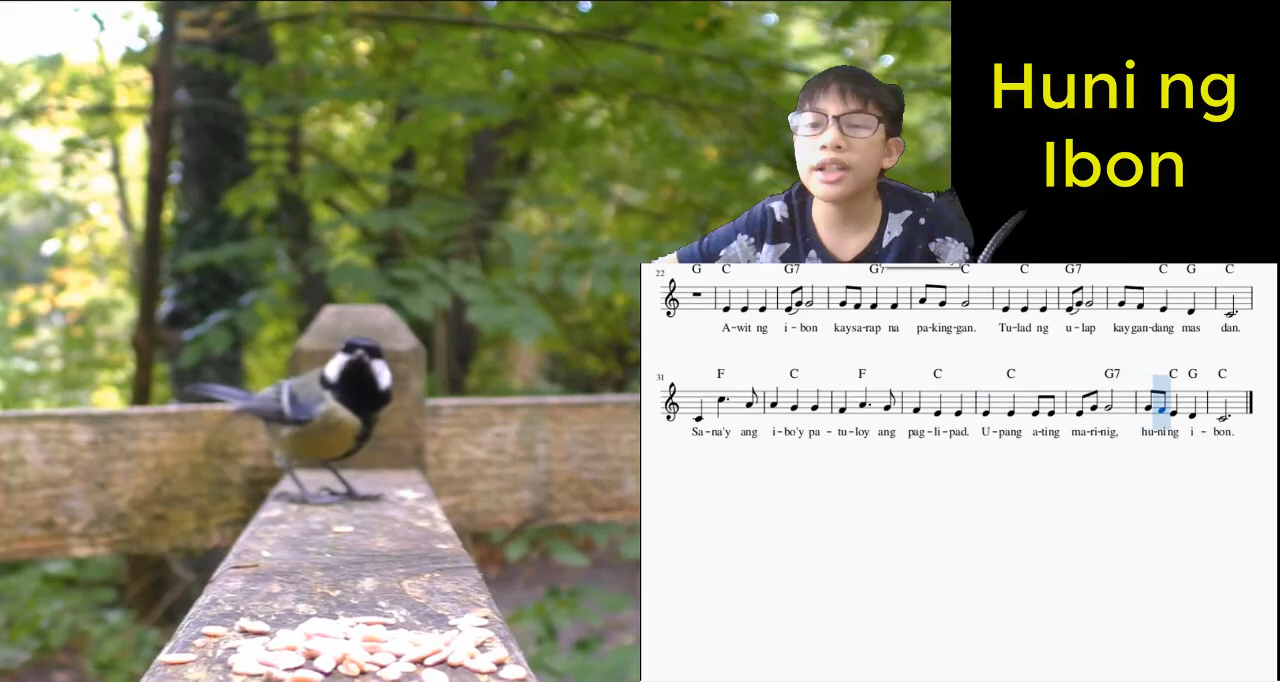 Huni ng
Ibon
22 G C G7 G7 C C G7 C G C
A-wit ng i-bon kaysa-rap na pa-king-gan. Tu-lad ng u-lap kaygan-dang mas dan.
31 F C F C C G7 C G C
Sa-na'y ang i-bo'y pa-tu-loy ang pag-li-pad. U-pang a-ting ma-ri-nig, hu-ning i-bon.